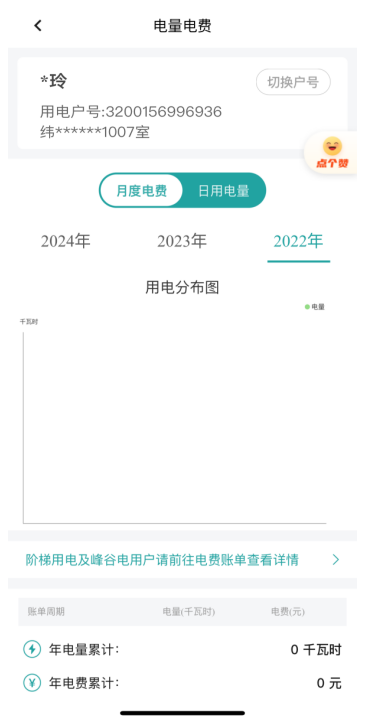 电量电费
*玲
切换户号
用电户号:3200156996936
纬******1007室
点个赞
月度电费 日用电量
2024年 2023年 2022年
用电分布图
电量
千瓦时
阶梯用电及峰谷电用户请前往电费账单查看详情
账单周期 电量(千瓦时) 电费(元)
年电量累计: 0 千瓦时
¥ 年电费累计: 0 元